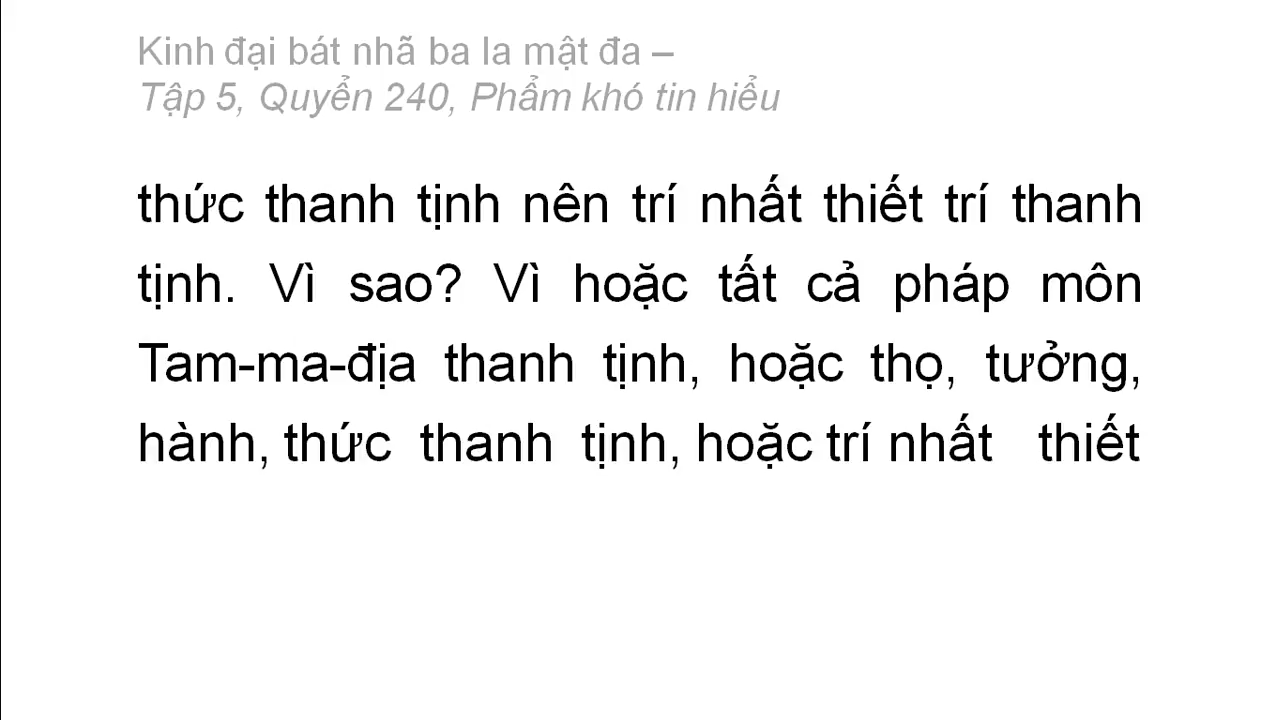 Kinh đại bát nhã ba la mật đa –
Tập 5, Quyển 240, Phẩm khó tin hiểu
thức thanh tịnh nên trí nhất thiết trí thanh
tịnh. Vì sao? Vì hoặc tất cả pháp môn
Tam-ma-địa thanh tịnh, hoặc thọ, tưởng,
hành, thức thanh tịnh, hoặc trí nhất thiết